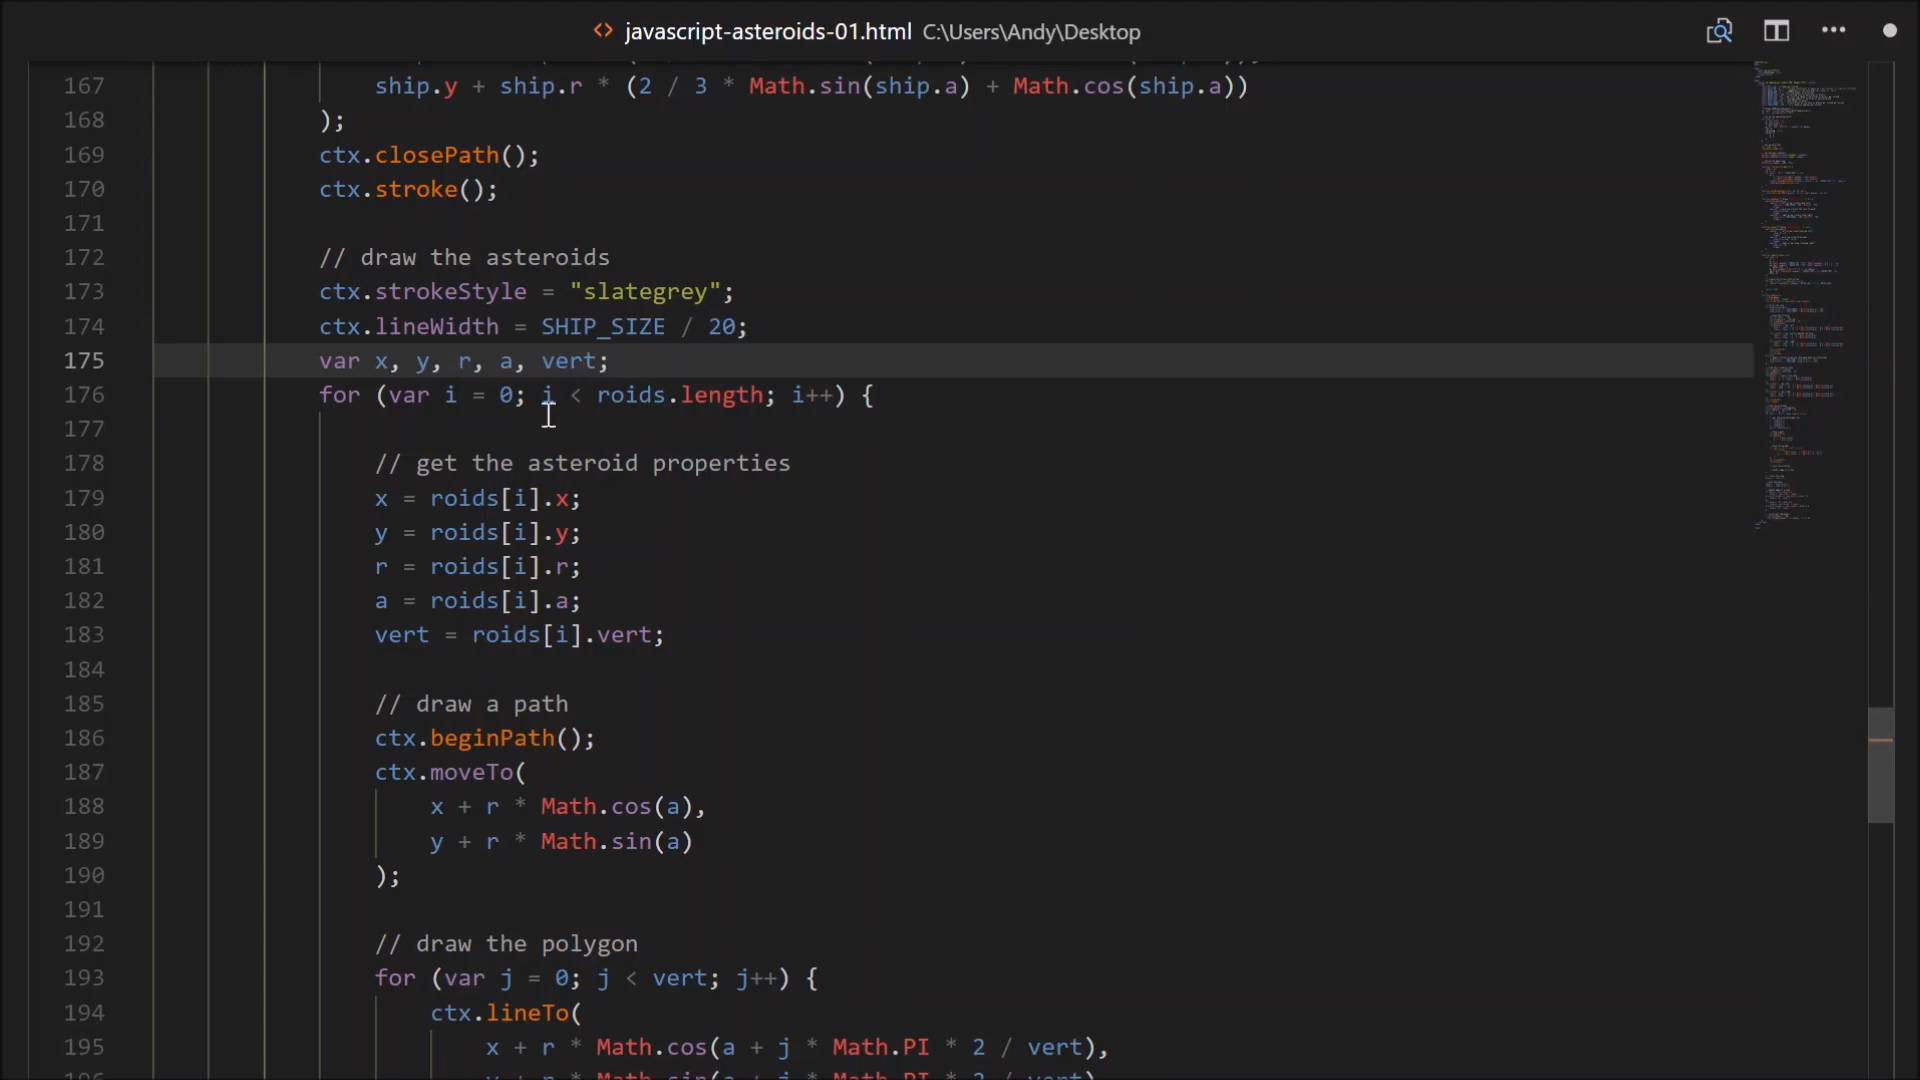 javascript-asteroids-01.html C:\Users\Andy\Desktop
167 ship.y + ship.r * (2 / 3 * Math.sin(ship.a) + Math.cos(ship.a))
168 );
169 ctx.closePath();
170 ctx.stroke();
171
172 // draw the asteroids
173 ctx.strokeStyle = "slategrey";
174 ctx.lineWidth = SHIP_SIZE / 20;
175 var x, y, r, a, vert;
176 for (var i = 0; i < roids.length; i++) {
177
178 // get the asteroid properties
179 x = roids[i].x;
180 y = roids[i].y;
181 r = roids[i].r;
182 a = roids[i].a;
183 vert = roids[i].vert;
184
185 // draw a path
186 ctx.beginPath();
187 ctx.moveTo(
188 x + r * Math.cos(a),
189 y + r * Math.sin(a)
190 );
191
192 // draw the polygon
193 for (var j = 0; j < vert; j++) {
194 ctx.lineTo(
195 x + r * Math.cos(a + j * Math.PI * 2 / vert),